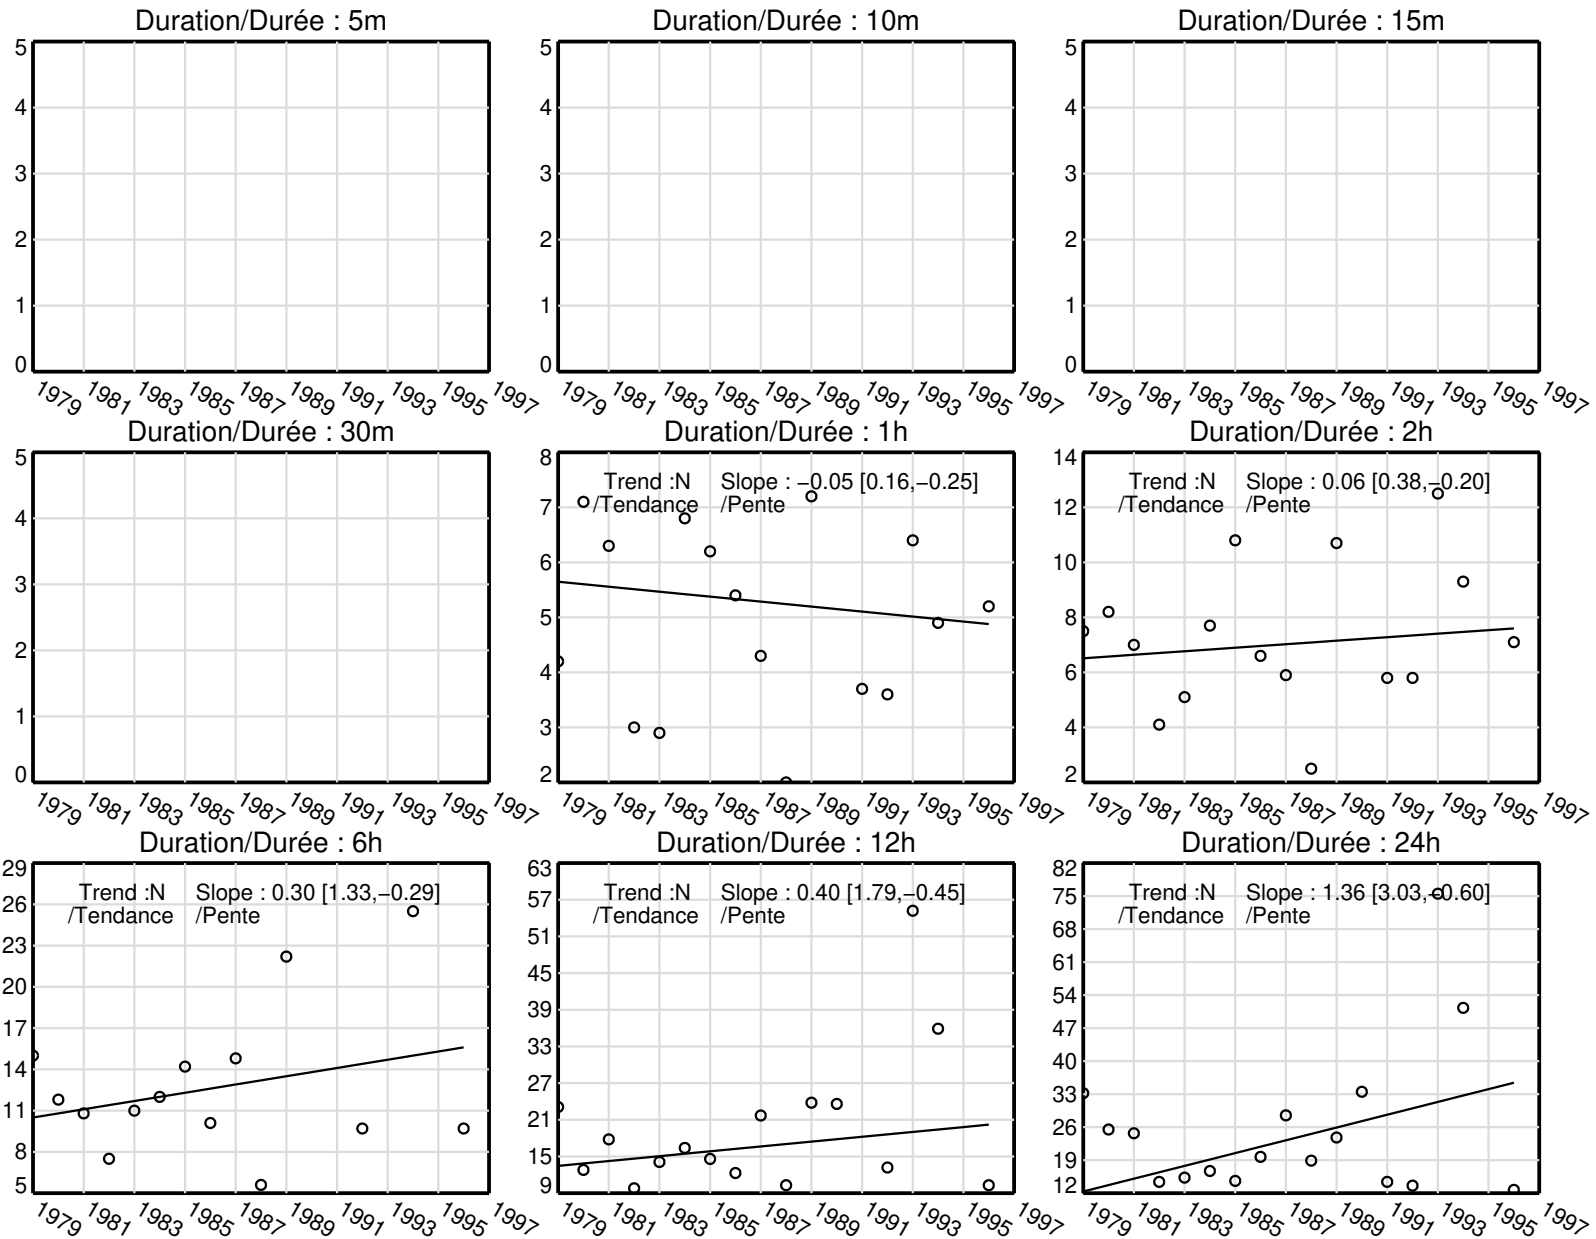 Duration/Durée : 5m
Duration/Durée : 10m
Duration/Durée : 15m
5
4
3
2
1
0
5
4
3
2
1
0
5
4
3
2
1
0
1979 1981 1983 1985 1987 1989 1991 1993 1995 1997
1979 1981 1983 1985 1987 1989 1991 1993 1995 1997
1979 1981 1983 1985 1987 1989 1991 1993 1995 1997
Duration/Durée : 30m
Duration/Durée : 1h
Duration/Durée : 2h
5
4
3
2
1
0
8
7
6
5
4
3
2
Trend :N Slope : −0.05 [0.16,−0.25]
/Tendance /Pente
14
12
10
8
6
4
2
Trend :N Slope : 0.06 [0.38,−0.20]
/Tendance /Pente
1979 1981 1983 1985 1987 1989 1991 1993 1995 1997
1979 1981 1983 1985 1987 1989 1991 1993 1995 1997
1979 1981 1983 1985 1987 1989 1991 1993 1995 1997
Duration/Durée : 6h
Duration/Durée : 12h
Duration/Durée : 24h
29
26
23
20
17
14
11
8
5
Trend :N Slope : 0.30 [1.33,−0.29]
/Tendance /Pente
63
57
51
45
39
33
27
21
15
9
Trend :N Slope : 0.40 [1.79,−0.45]
/Tendance /Pente
82
75
68
61
54
47
40
33
26
19
12
Trend :N Slope : 1.36 [3.03,−0.60]
/Tendance /Pente
1979 1981 1983 1985 1987 1989 1991 1993 1995 1997
1979 1981 1983 1985 1987 1989 1991 1993 1995 1997
1979 1981 1983 1985 1987 1989 1991 1993 1995 1997